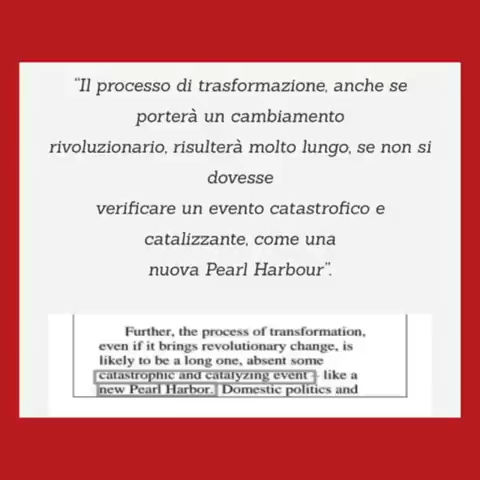 “Il processo di trasformazione, anche se
porterà un cambiamento
rivoluzionario, risulterà molto lungo, se non si
dovesse
verificare un evento catastrofico e
catalizzante, come una
nuova Pearl Harbour”.
Further, the process of transformation,
even if it brings revolutionary change, is
likely to be a long one, absent some
catastrophic and catalyzing event – like a
new Pearl Harbor. Domestic politics and